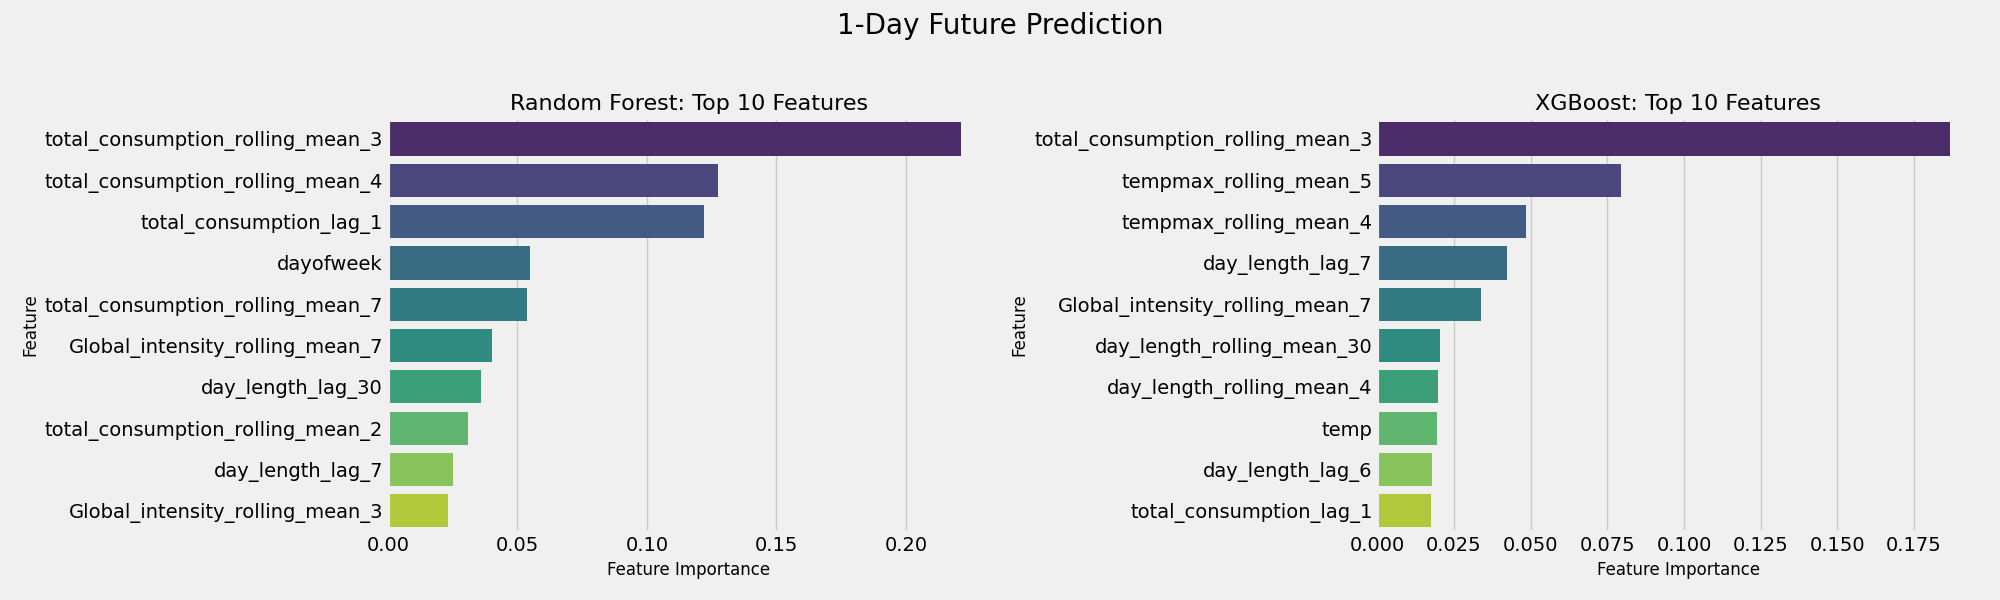 1-Day Future Prediction
Random Forest: Top 10 Features
Feature
total_consumption_rolling_mean_3
total_consumption_rolling_mean_4
total_consumption_lag_1
dayofweek
total_consumption_rolling_mean_7
Global_intensity_rolling_mean_7
day_length_lag_30
total_consumption_rolling_mean_2
day_length_lag_7
Global_intensity_rolling_mean_3
0.00 0.05 0.10 0.15 0.20
Feature Importance
XGBoost: Top 10 Features
Feature
total_consumption_rolling_mean_3
tempmax_rolling_mean_5
tempmax_rolling_mean_4
day_length_lag_7
Global_intensity_rolling_mean_7
day_length_rolling_mean_30
day_length_rolling_mean_4
temp
day_length_lag_6
total_consumption_lag_1
0.000 0.025 0.050 0.075 0.100 0.125 0.150 0.175
Feature Importance